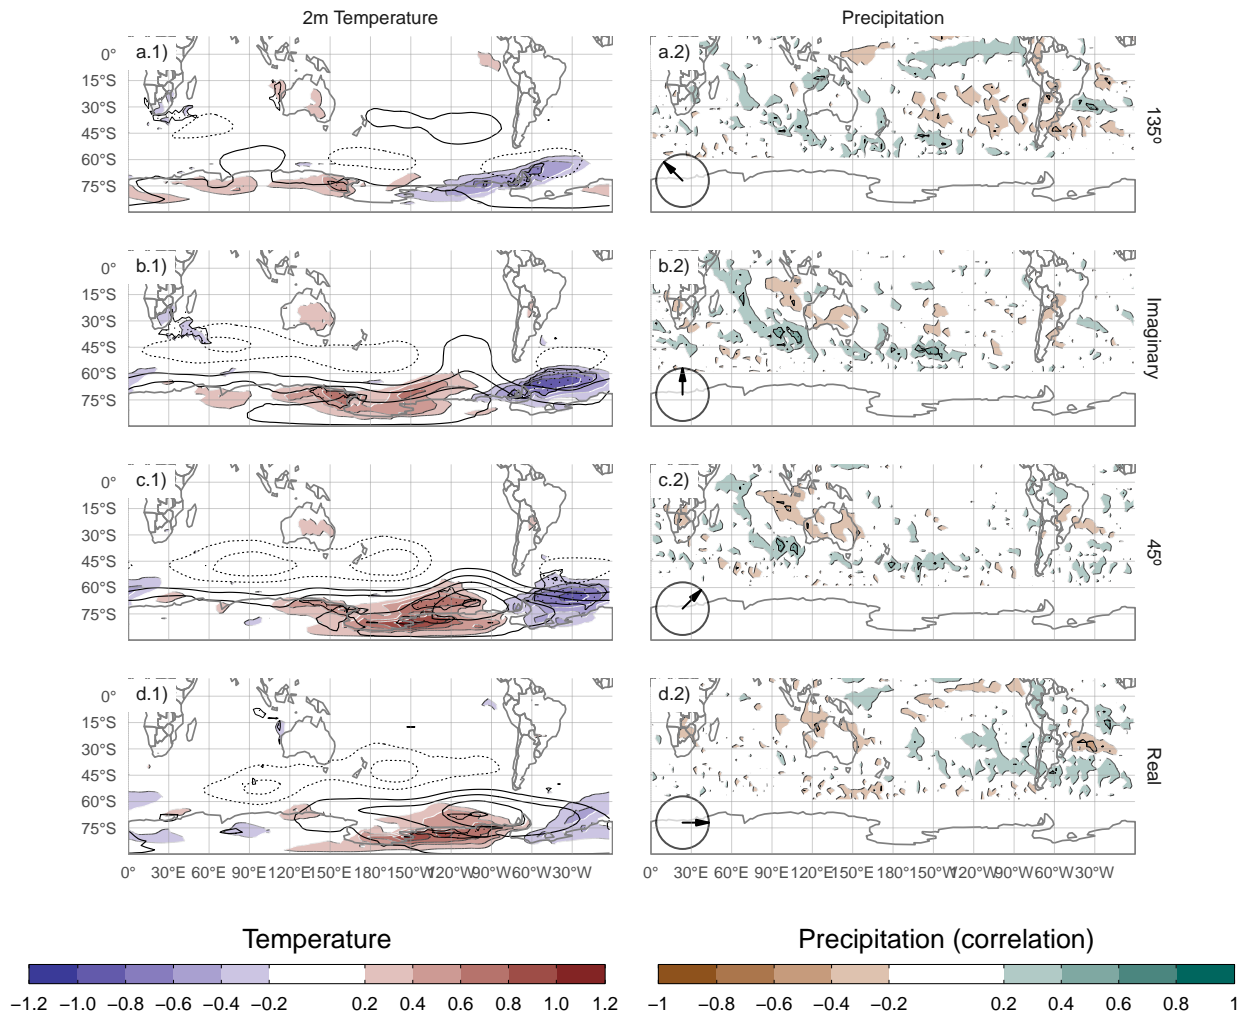 2m Temperature
Precipitation
a.1)
0°
15°S
30°S
45°S
60°S
75°S
a.2)
135º
b.1)
0°
15°S
30°S
45°S
60°S
75°S
b.2)
Imaginary
c.1)
0°
15°S
30°S
45°S
60°S
75°S
c.2)
45º
d.1)
0°
15°S
30°S
45°S
60°S
75°S
d.2)
Real
0° 30°E 60°E 90°E 120°E 150°E 180° 150°W 120°W 90°W 60°W 30°W
0° 30°E 60°E 90°E 120°E 150°E 180° 150°W 120°W 90°W 60°W 30°W
Temperature
−1.2 −1.0 −0.8 −0.6 −0.4 −0.2 0.2 0.4 0.6 0.8 1.0 1.2
Precipitation (correlation)
−1 −0.8 −0.6 −0.4 −0.2 0.2 0.4 0.6 0.8 1